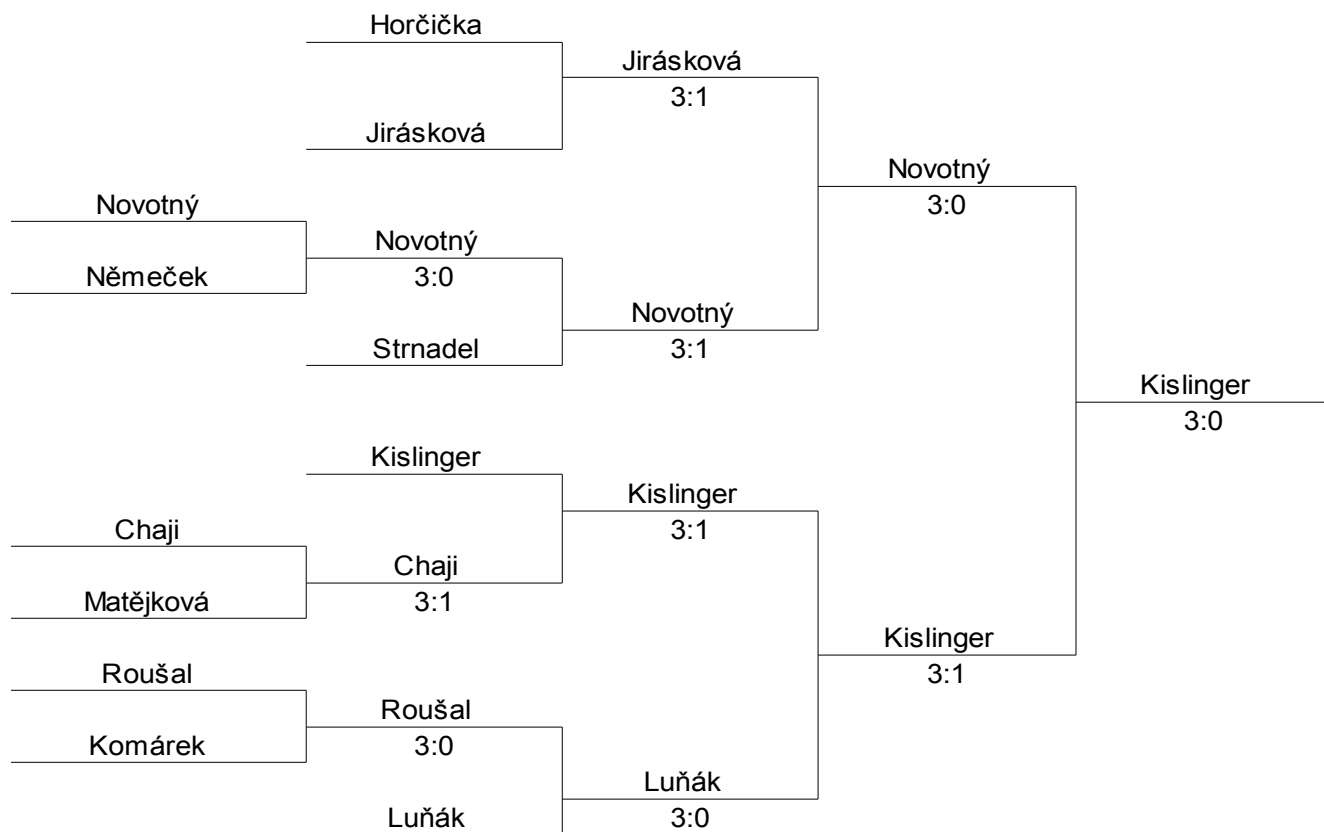 Horčička
Jirásková
3:1
Jirásková
Novotný
3:0
Novotný
Novotný
3:0
Němeček
Novotný
3:1
Strnadel
Kislinger
3:0
Kislinger
Kislinger
3:1
Chaji
Chaji
3:1
Matějková
Kislinger
3:1
Roušal
Roušal
3:0
Komárek
Luňák
3:0
Luňák